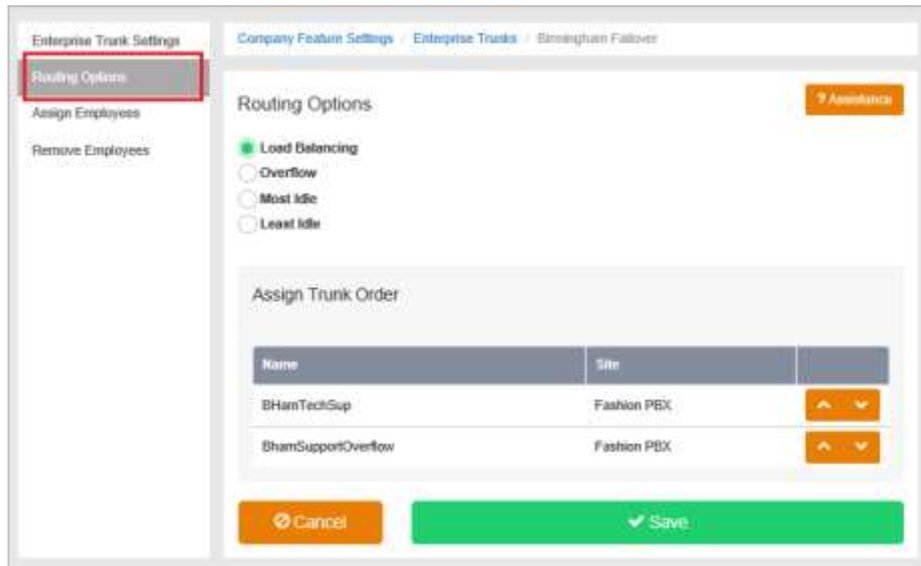 Enterprise Trunk Settings
Routing Options
Assign Employees
Remove Employees
Company Feature Settings / Enterprise Trunks / Birmingham Failover
Routing Options
? Assistance
Load Balancing
Overflow
Most Idle
Least Idle
Assign Trunk Order
Name Site
BHamTechSup Fashion PBX
BhamSupportOverflow Fashion PBX
Cancel
Save